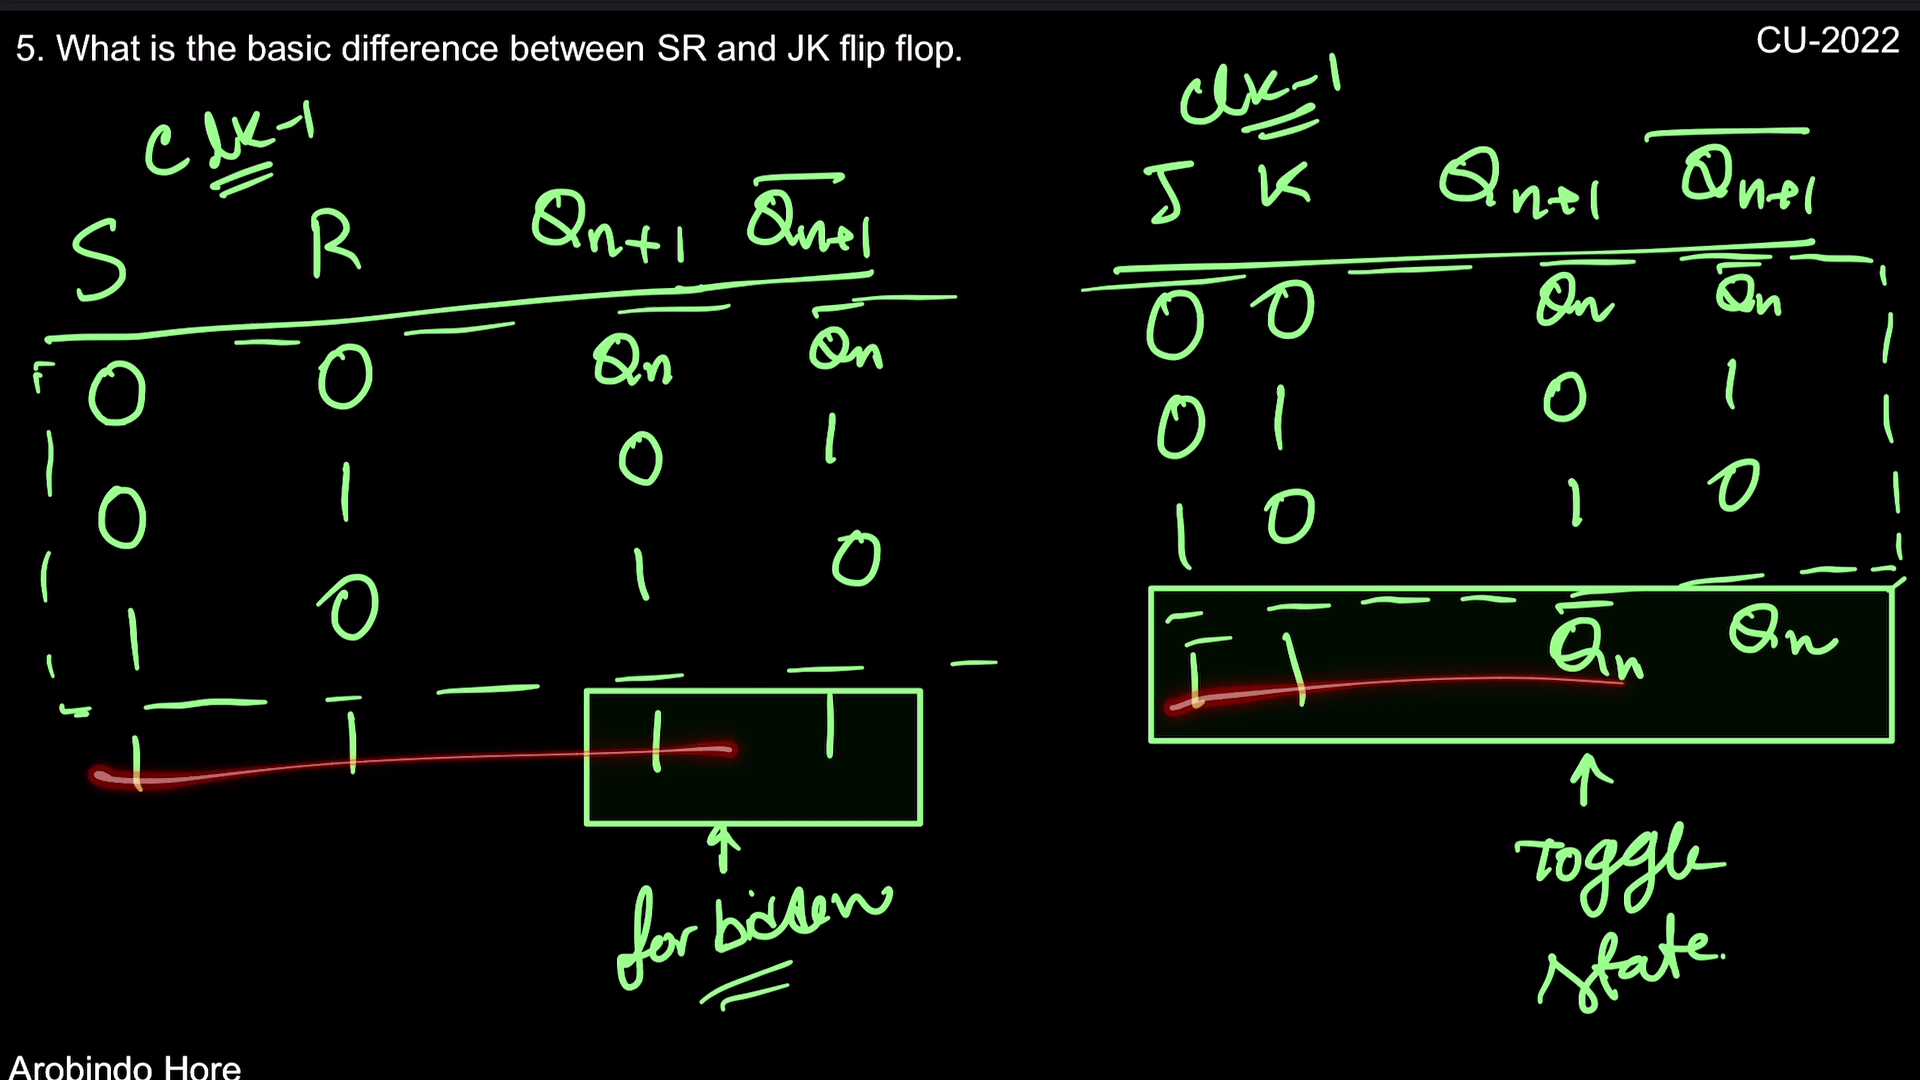 5. What is the basic difference between SR and JK flip flop.
CU-2022
Clk-1
S R Qn+1 Q̅n+1
0 0 Qn Q̅n
0 1 0 1
1 0 1 0
1 1 1 1
forbidden
Clk-1
J K Qn+1 Q̅n+1
0 0 Qn Q̅n
0 1 0 1
1 0 1 0
1 1 Q̅n Qn
Toggle
state.
Arobindo Hore